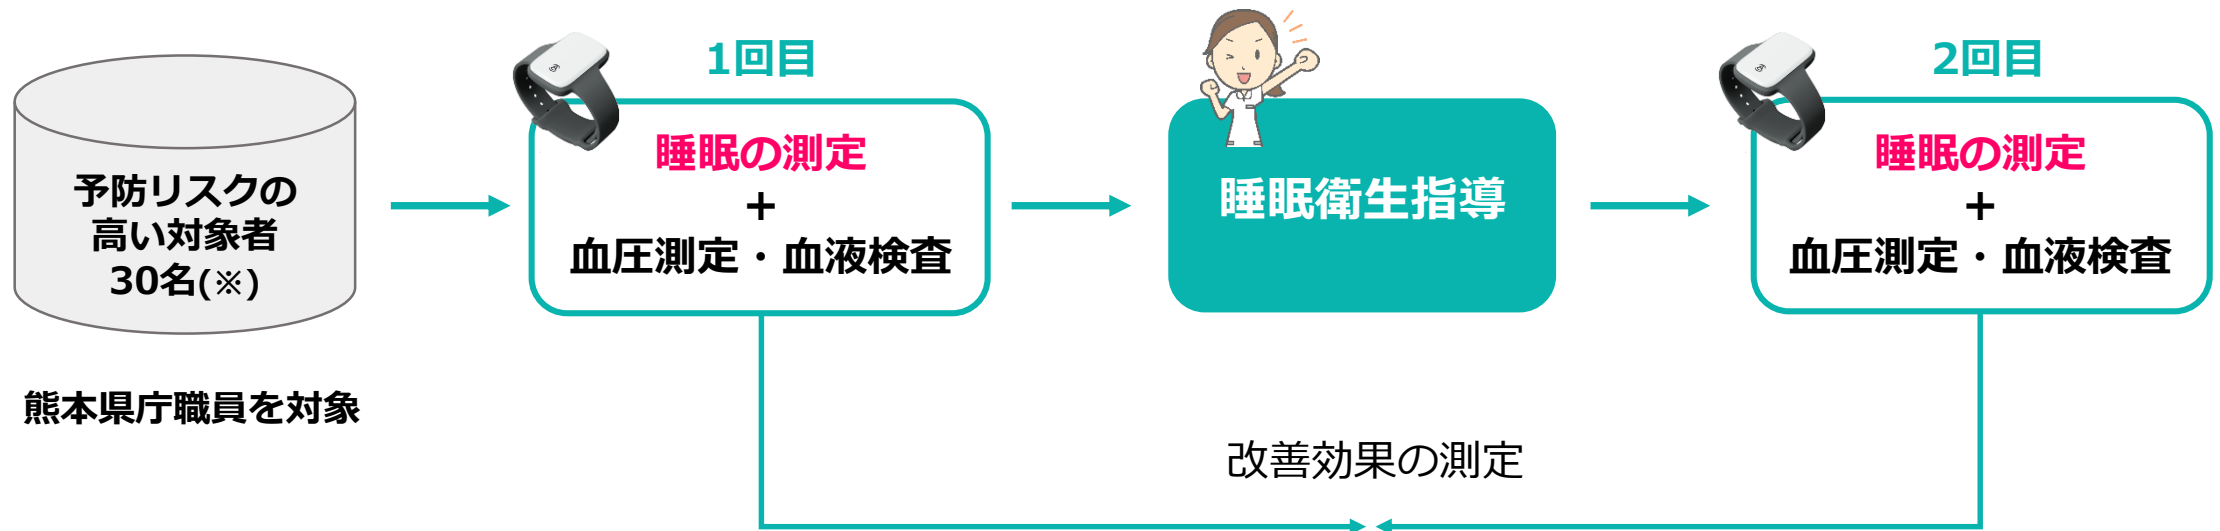 予防リスクの
高い対象者
30名(※)
熊本県庁職員を対象
1回目
睡眠の測定
+
血圧測定・血液検査
睡眠衛生指導
2回目
睡眠の測定
+
血圧測定・血液検査
改善効果の測定